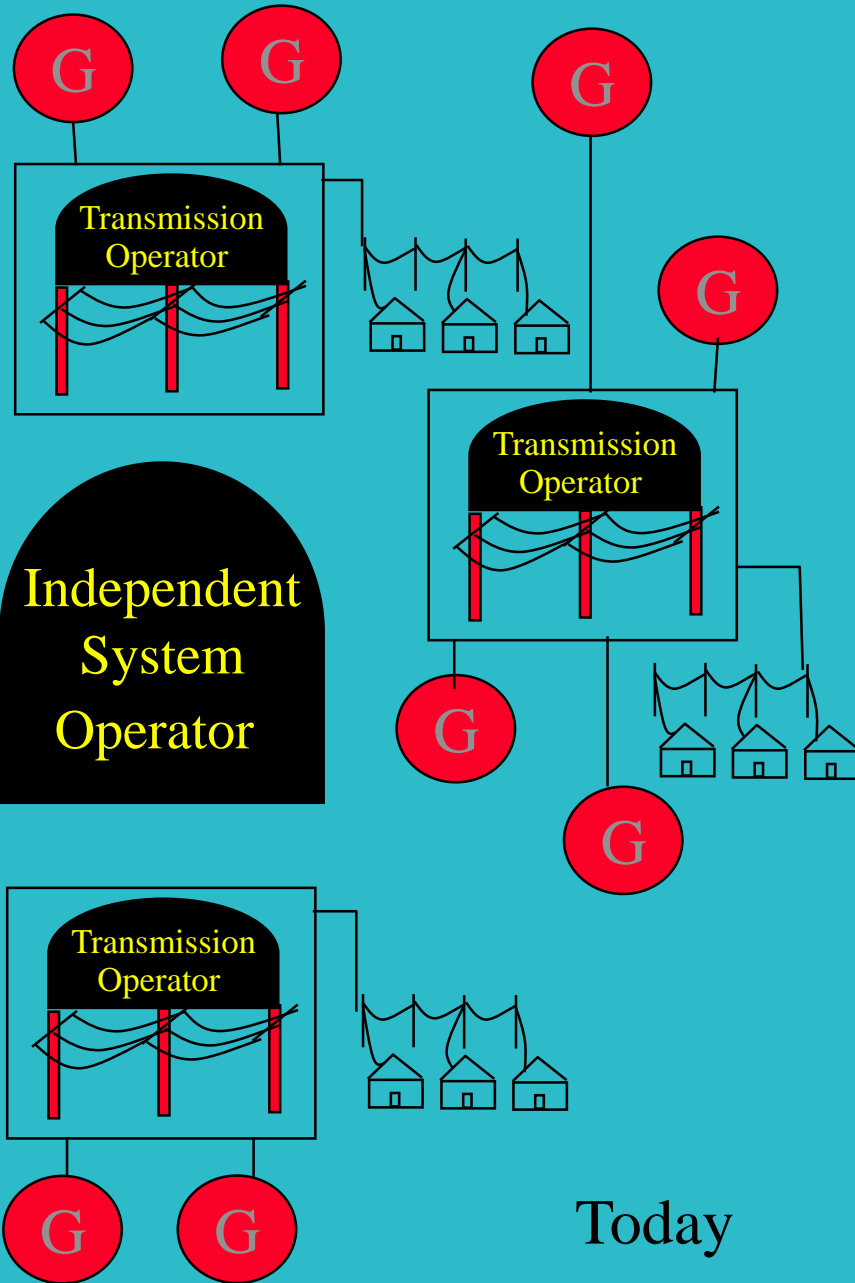 G
G
G
Transmission
Operator
G
Transmission
Operator
Independent
System
Operator
G
G
Transmission
Operator
G
G
Today